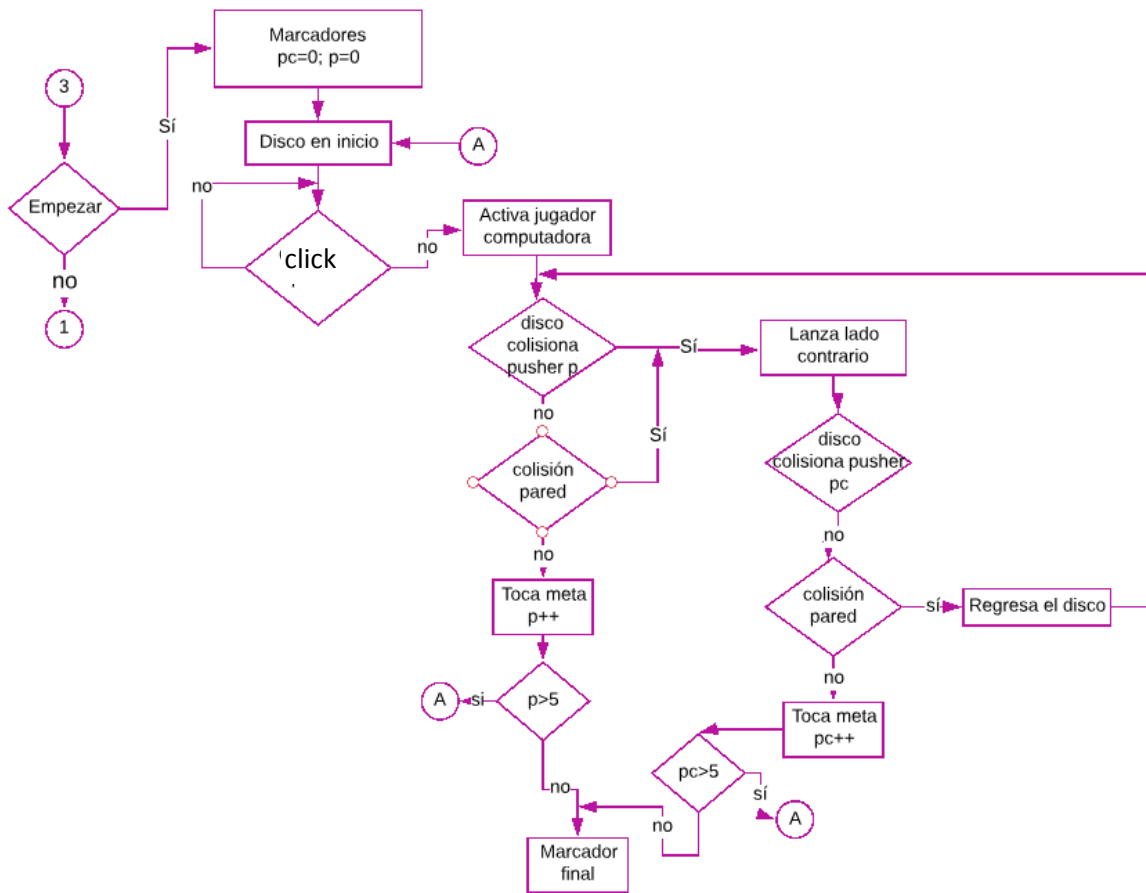 Marcadores
pc=0; p=0
3
Sí
Disco en inicio
A
no
Empezar
Activa jugador
computadora
no
click
no
1
disco
colisiona
pusher p
Sí
Lanza lado
contrario
no
Sí
disco
colisiona pusher
pc
colisión
pared
no
no
Toca meta
p++
colisión
pared
sí
Regresa el disco
no
A
si
p>5
Toca meta
pc++
pc>5
no
sí
A
no
Marcador
final